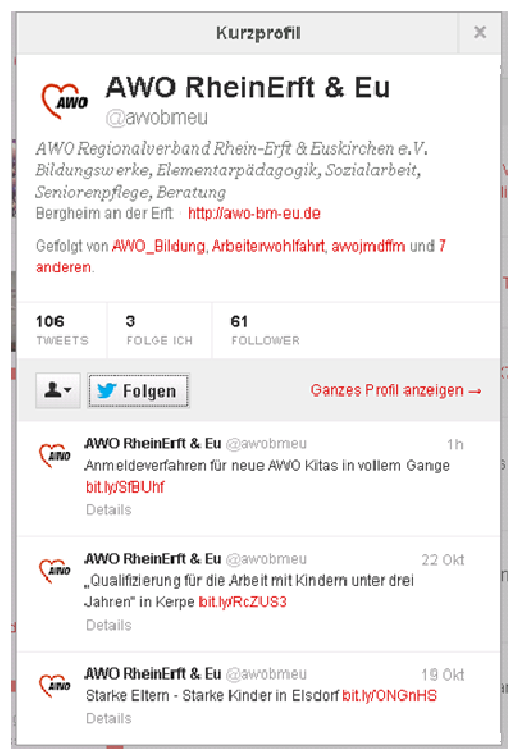 Kurzprofil ×
AWO RheinErft & Eu
AWO
@awobmeu
AWO Regionalverband Rhein-Erft & Euskirchen e.V.
Bildungswerke, Elementarpädagogik, Sozialarbeit,
Seniorenpflege, Beratung
Bergheim an der Erft · http://awo-bm-eu.de
Gefolgt von AWO_Bildung, Arbeiterwohlfahrt, awojmdffm und 7
anderen.
106 3 61
TWEETS FOLGE ICH FOLLOWER
Folgen Ganzes Profil anzeigen →
AWO RheinErft & Eu @awobmeu 1h
AWO
Anmeldeverfahren für neue AWO Kitas in vollem Gange
bit.ly/SfBUhf
Details
AWO RheinErft & Eu @awobmeu 22 Okt
AWO
„Qualifizierung für die Arbeit mit Kindern unter drei
Jahren" in Kerpe bit.ly/RcZUS3
Details
AWO RheinErft & Eu @awobmeu 19 Okt
AWO
Starke Eltern - Starke Kinder in Elsdorf bit.ly/ONGnHS
Details